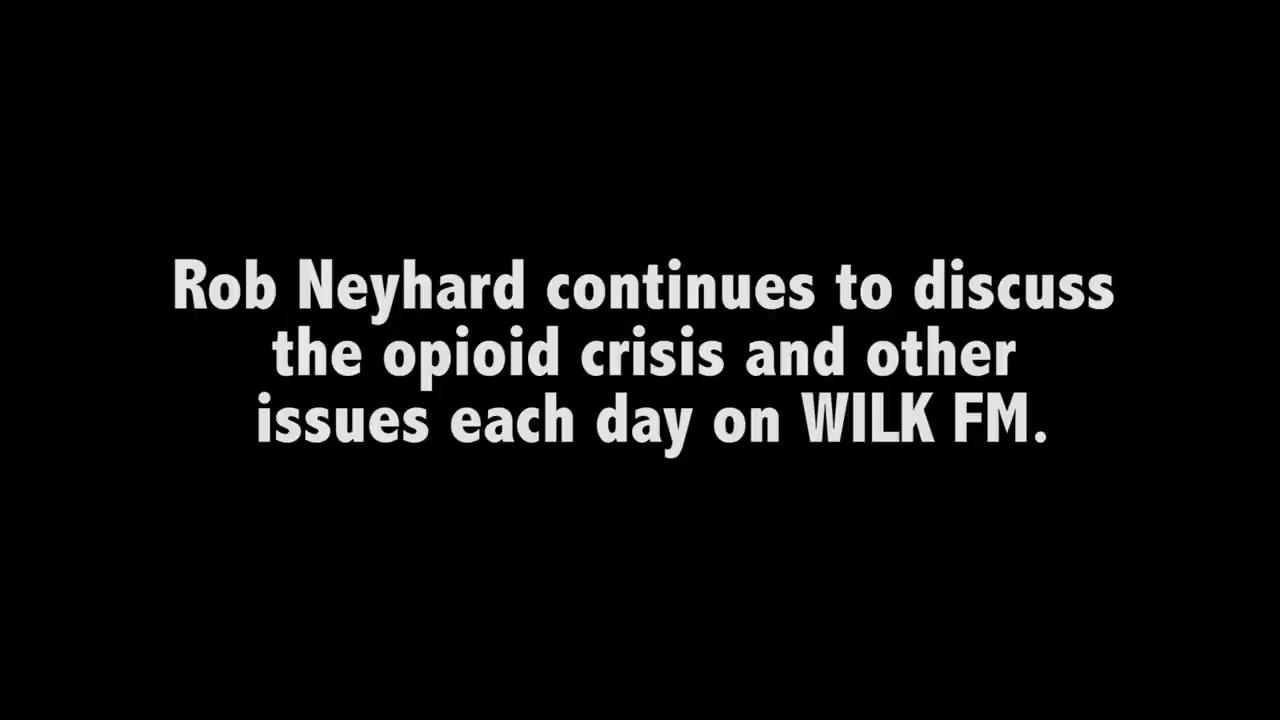 Rob Neyhard continues to discuss
the opioid crisis and other
issues each day on WILK FM.